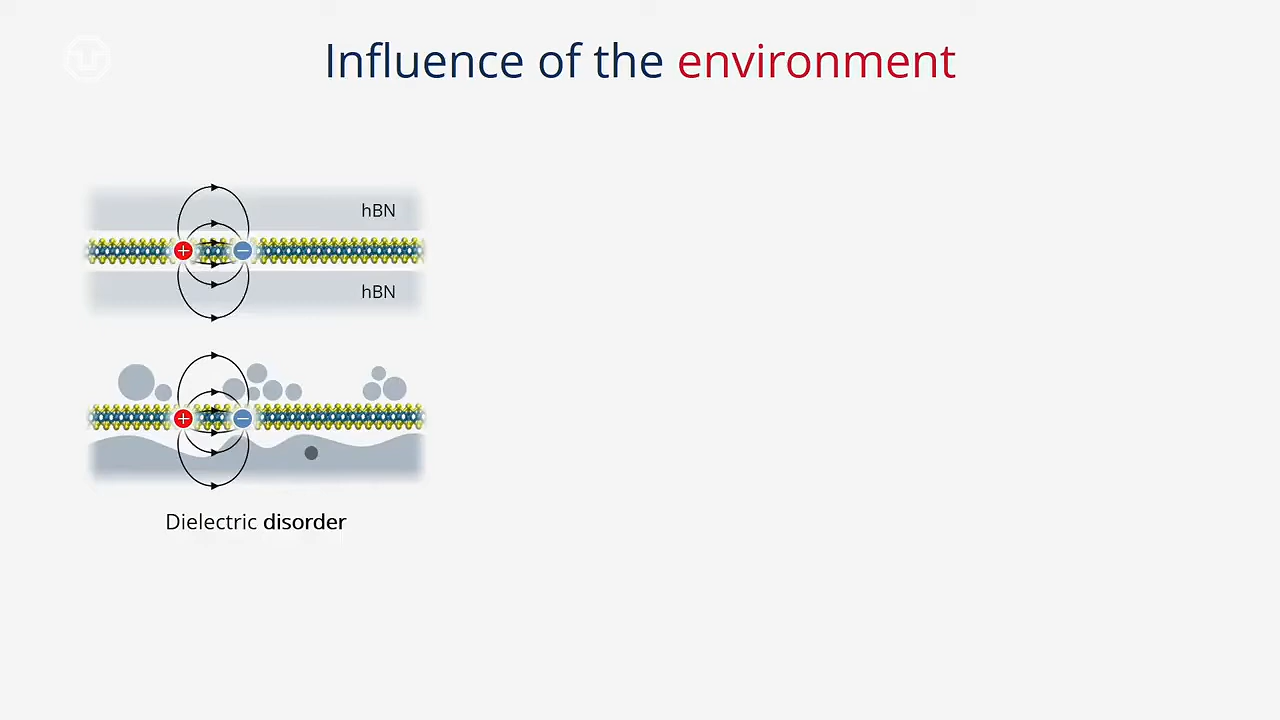 Influence of the environment
hBN
+
−
hBN
+
−
Dielectric disorder